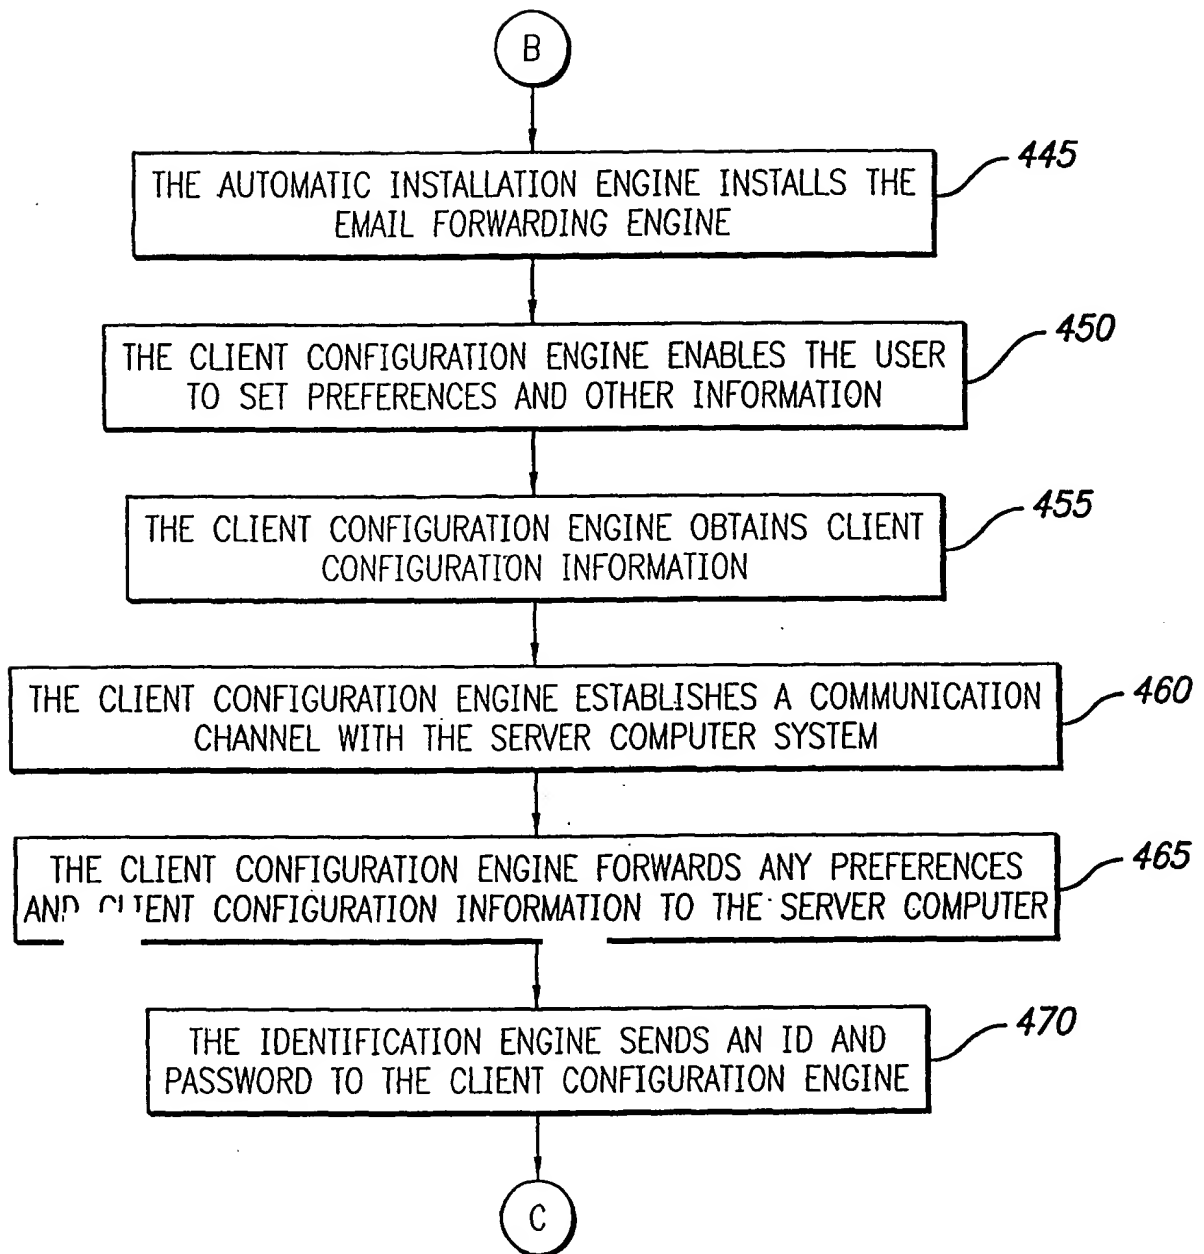 B
THE AUTOMATIC INSTALLATION ENGINE INSTALLS THE
EMAIL FORWARDING ENGINE
445
THE CLIENT CONFIGURATION ENGINE ENABLES THE USER
TO SET PREFERENCES AND OTHER INFORMATION
450
THE CLIENT CONFIGURATION ENGINE OBTAINS CLIENT
CONFIGURATION INFORMATION
455
THE CLIENT CONFIGURATION ENGINE ESTABLISHES A COMMUNICATION
CHANNEL WITH THE SERVER COMPUTER SYSTEM
460
THE CLIENT CONFIGURATION ENGINE FORWARDS ANY PREFERENCES
AND CLIENT CONFIGURATION INFORMATION TO THE SERVER COMPUTER
465
THE IDENTIFICATION ENGINE SENDS AN ID AND
PASSWORD TO THE CLIENT CONFIGURATION ENGINE
470
C